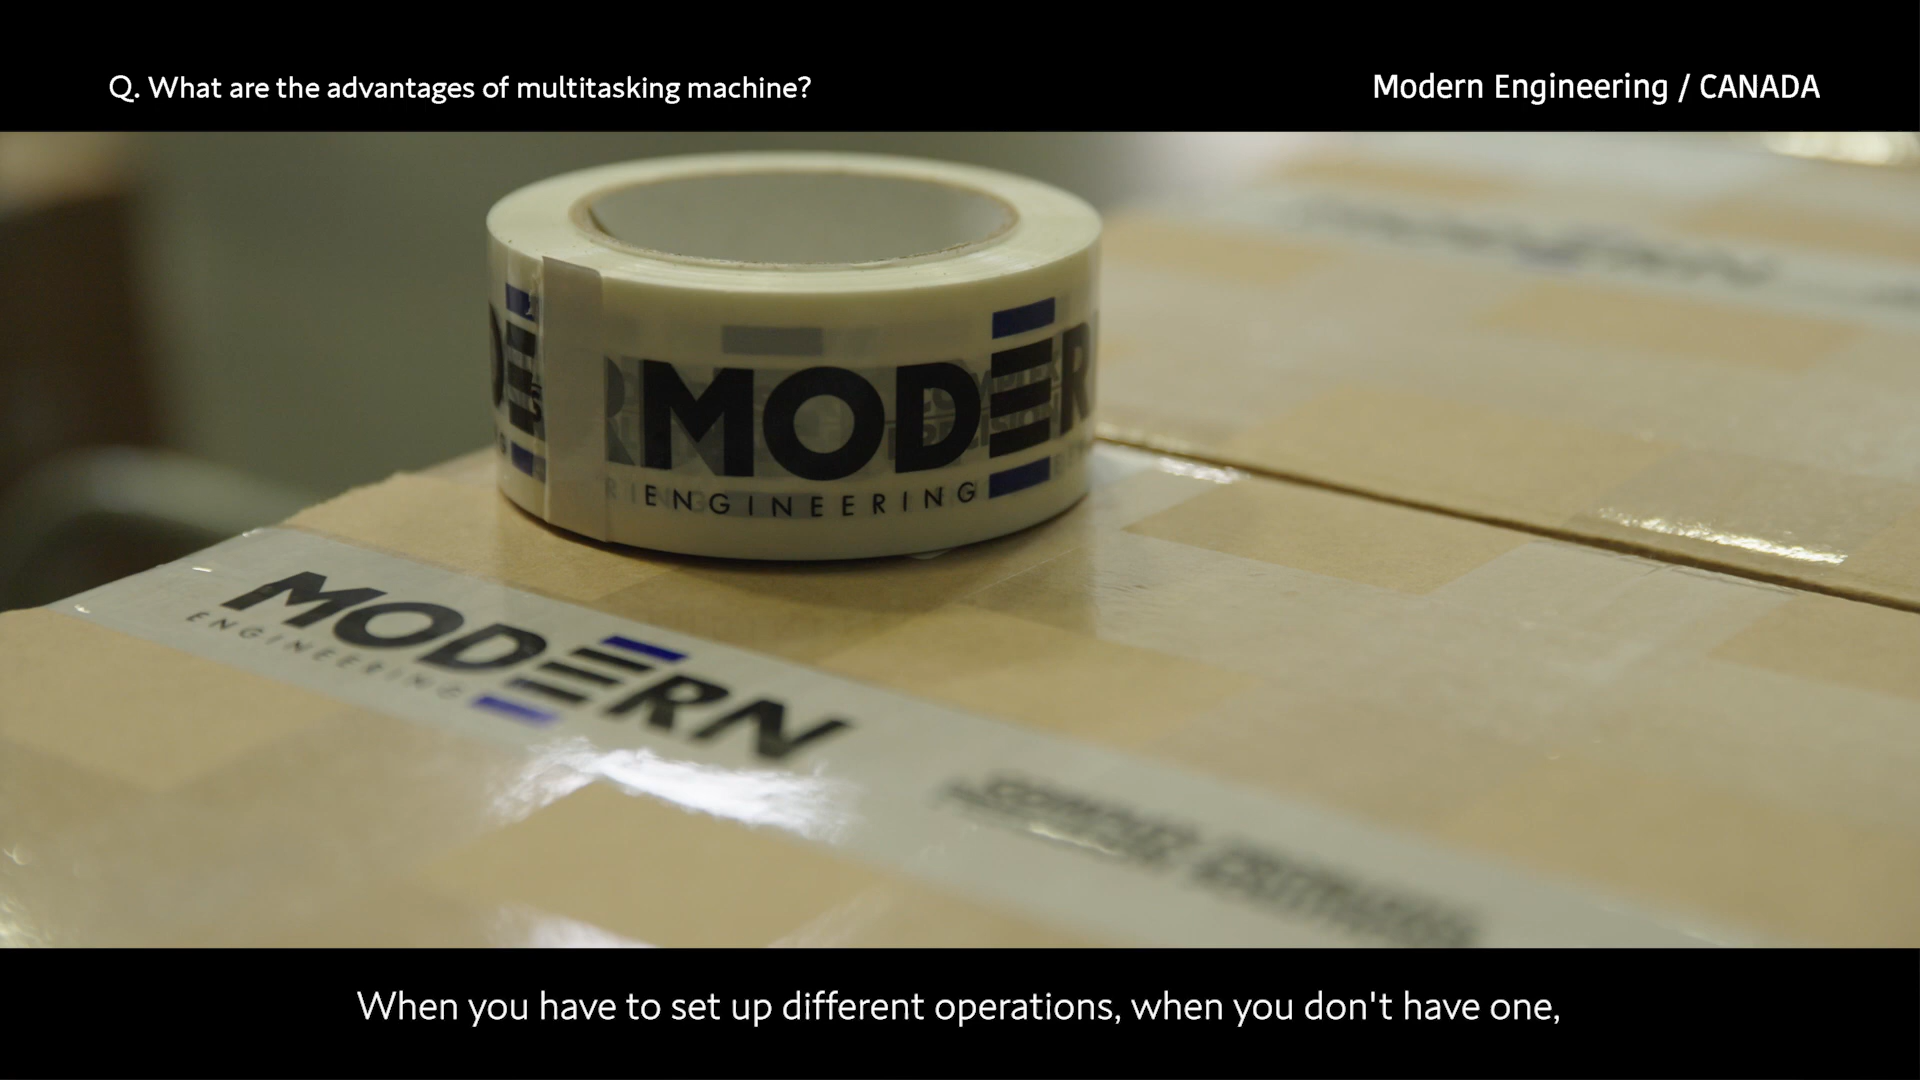 Q. What are the advantages of multitasking machine?
Modern Engineering / CANADA
MODER
ENGINEERING
MODERN
ENGINEERING
When you have to set up different operations, when you don't have one,